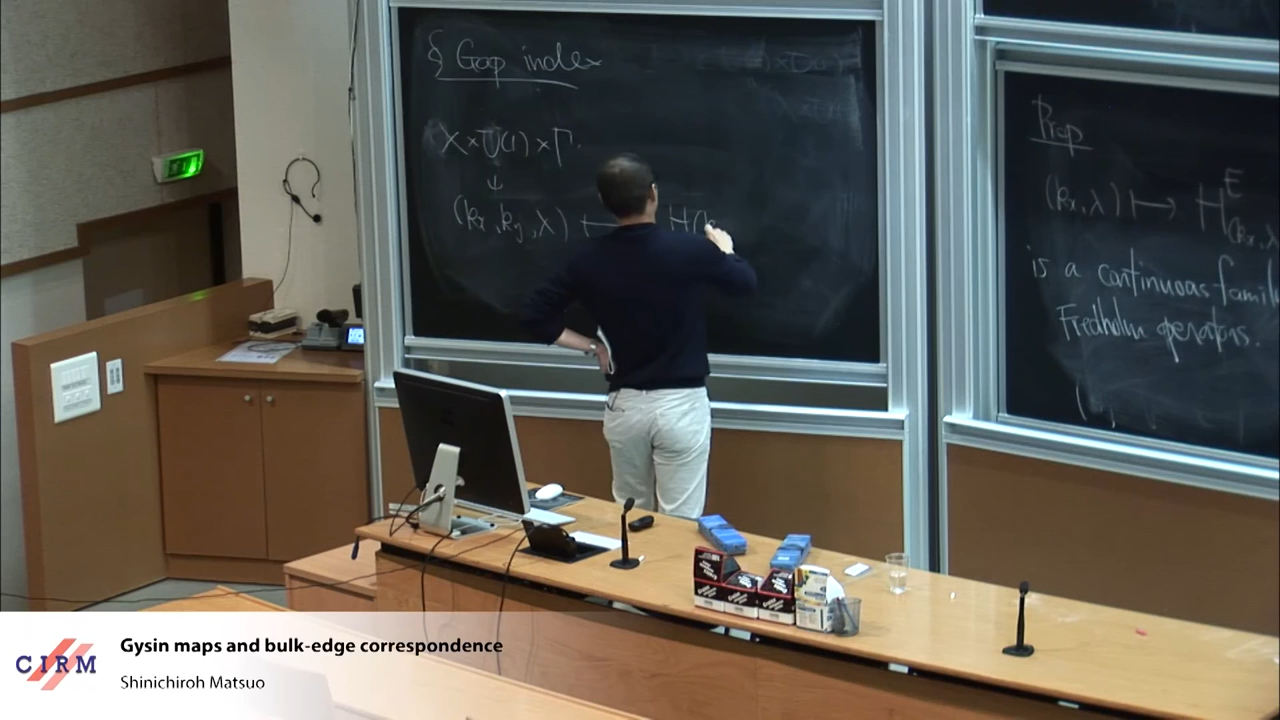 § Gap index
X×U(1)×Γ.
↓
(kx, ky, λ) ⟼ H(k
Prop
(kx, λ) ⟼ H^E_(kx, λ
is a continuous famil
Fredholm operators.
CIRM
Gysin maps and bulk-edge correspondence
Shinichiroh Matsuo